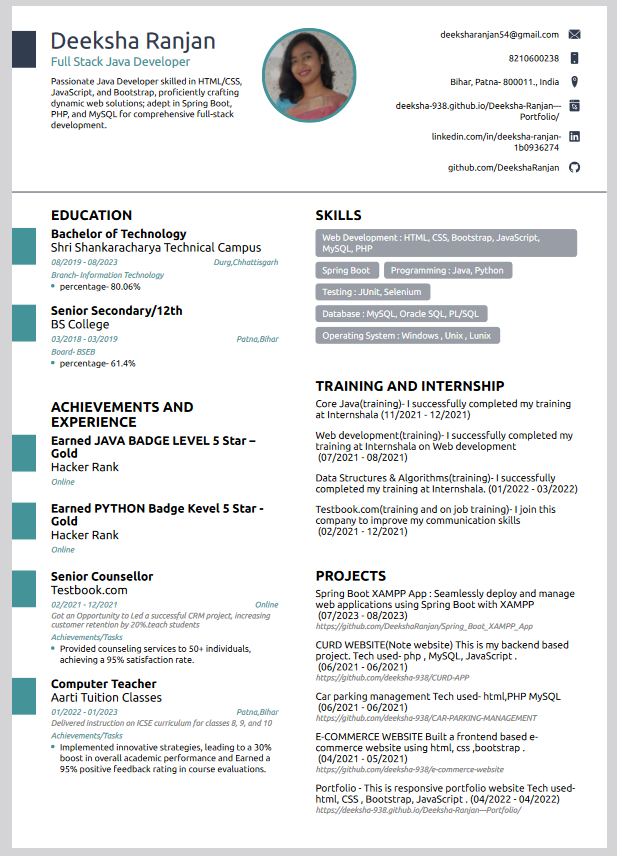 Deeksha Ranjan
Full Stack Java Developer
Passionate Java Developer skilled in HTML/CSS,
JavaScript, and Bootstrap, proficiently crafting
dynamic web solutions; adept in Spring Boot,
PHP, and MySQL for comprehensive full-stack
development.
deeksharanjan54@gmail.com
8210600238
Bihar, Patna- 800011., India
deeksha-938.github.io/Deeksha-Ranjan---
Portfolio/
linkedin.com/in/deeksha-ranjan-
1b0936274
github.com/DeekshaRanjan
EDUCATION
Bachelor of Technology
Shri Shankaracharya Technical Campus
08/2019 - 08/2023 Durg,Chhattisgarh
Branch- Information Technology
percentage- 80.06%
Senior Secondary/12th
BS College
03/2018 - 03/2019 Patna,Bihar
Board- BSEB
percentage- 61.4%
ACHIEVEMENTS AND
EXPERIENCE
Earned JAVA BADGE LEVEL 5 Star –
Gold
Hacker Rank
Online
Earned PYTHON Badge Kevel 5 Star -
Gold
Hacker Rank
Online
Senior Counsellor
Testbook.com
02/2021 - 12/2021 Online
Got an Opportunity to Led a successful CRM project, increasing
customer retention by 20%.teach students
Achievements/Tasks
Provided counseling services to 50+ individuals,
achieving a 95% satisfaction rate.
Computer Teacher
Aarti Tuition Classes
01/2022 - 01/2023 Patna,Bihar
Delivered instruction on ICSE curriculum for classes 8, 9, and 10
Achievements/Tasks
Implemented innovative strategies, leading to a 30%
boost in overall academic performance and Earned a
95% positive feedback rating in course evaluations.
SKILLS
Web Development : HTML, CSS, Bootstrap, JavaScript,
MySQL, PHP
Spring Boot Programming : Java, Python
Testing : JUnit, Selenium
Database : MySQL, Oracle SQL, PL/SQL
Operating System : Windows , Unix , Lunix
TRAINING AND INTERNSHIP
Core Java(training)- I successfully completed my training
at Internshala (11/2021 - 12/2021)
Web development(training)- I successfully completed my
training at Internshala on Web development
(07/2021 - 08/2021)
Data Structures & Algorithms(training)- I successfully
completed my training at Internshala. (01/2022 - 03/2022)
Testbook.com(training and on job training)- I join this
company to improve my communication skills
(02/2021 - 12/2021)
PROJECTS
Spring Boot XAMPP App : Seamlessly deploy and manage
web applications using Spring Boot with XAMPP
(07/2023 - 08/2023)
https://github.com/DeekshaRanjan/Spring_Boot_XAMPP_App
CURD WEBSITE(Note website) This is my backend based
project. Tech used- php , MySQL, JavaScript .
(06/2021 - 06/2021)
https://github.com/deeksha-938/CURD-APP
Car parking management Tech used- html,PHP MySQL
(06/2021 - 06/2021)
https://github.com/deeksha-938/CAR-PARKING-MANAGEMENT
E-COMMERCE WEBSITE Built a frontend based e-
commerce website using html, css ,bootstrap .
(04/2021 - 05/2021)
https://github.com/deeksha-938/e-commerce-website
Portfolio - This is responsive portfolio website Tech used-
html, CSS , Bootstrap, JavaScript . (04/2022 - 04/2022)
https://deeksha-938.github.io/Deeksha-Ranjan---Portfolio/